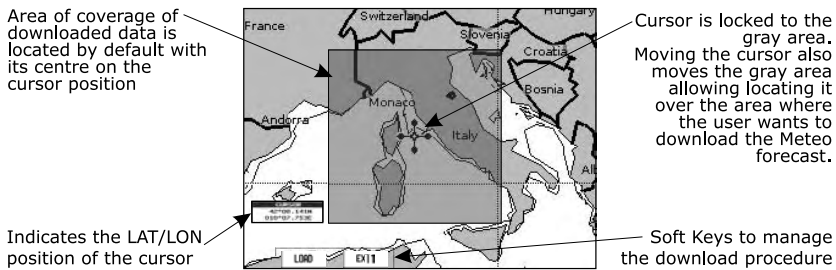 Area of coverage of
downloaded data is
located by default with
its centre on the
cursor position
Indicates the LAT/LON
position of the cursor
France
Switzerland
Hungary
Slovenia
Croatia
Bosnia
Monaco
Andorra
Italy
Alb
CURSOR
LOAD
EXIT
Cursor is locked to the
gray area.
Moving the cursor also
moves the gray area
allowing locating it
over the area where
the user wants to
download the Meteo
forecast.
Soft Keys to manage
the download procedure